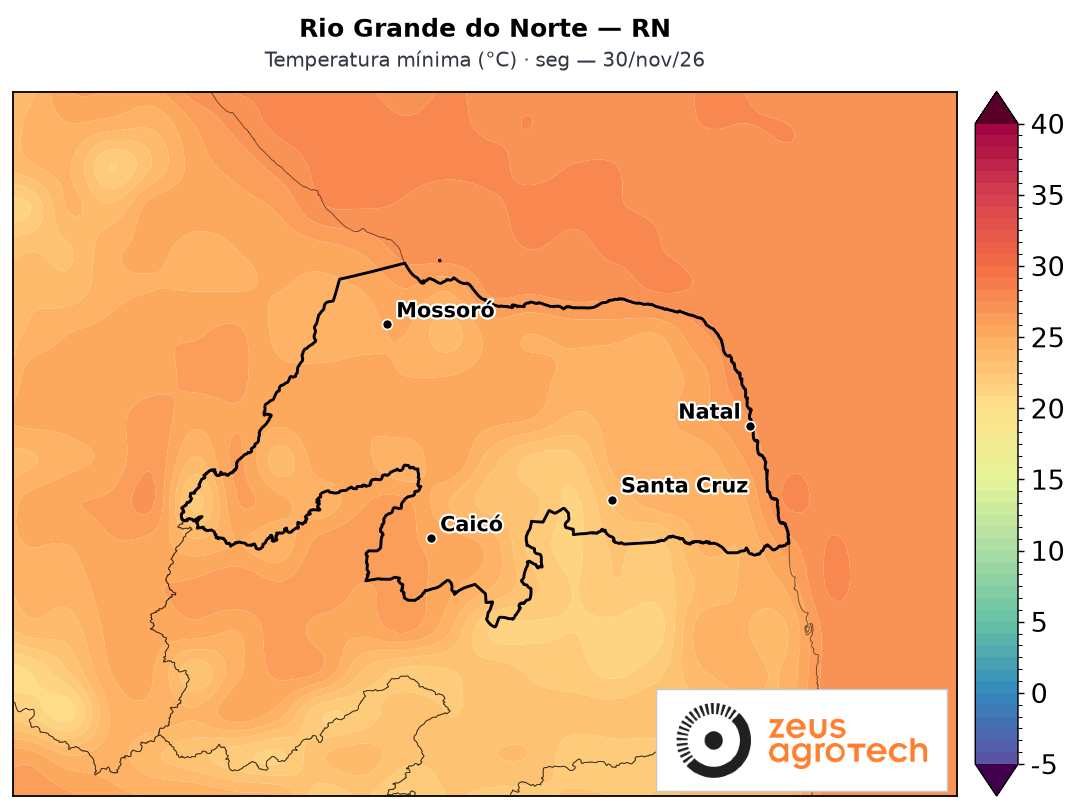 Rio Grande do Norte — RN
Temperatura mínima (°C) · seg — 30/nov/26
40
35
30
25
20
15
10
5
0
-5
Mossoró
Natal
Santa Cruz
Caicó
zeus
agrotech